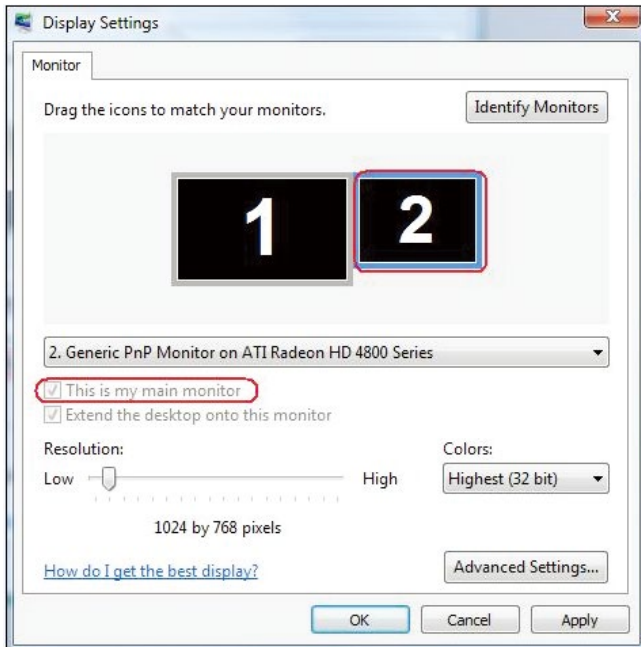 Display Settings
Monitor
Drag the icons to match your monitors.
Identify Monitors
1
2
2. Generic PnP Monitor on ATI Radeon HD 4800 Series
This is my main monitor
Extend the desktop onto this monitor
Resolution:
Colors:
Low
High
Highest (32 bit)
1024 by 768 pixels
How do I get the best display?
Advanced Settings...
OK
Cancel
Apply